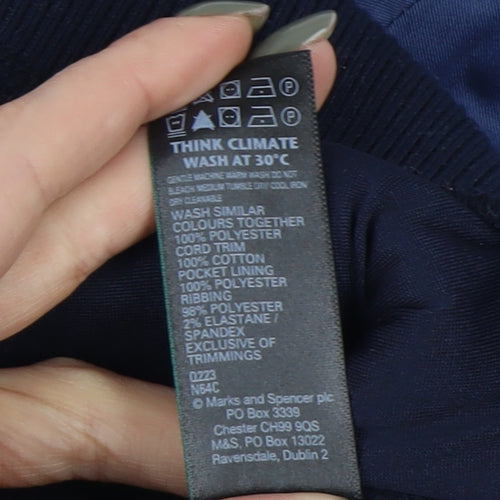 THINK CLIMATE
WASH AT 30°C
GENTLE MACHINE WARM WASH DO NOT
BLEACH MEDIUM TUMBLE DRY COOL IRON
DRY CLEANABLE
WASH SIMILAR
COLOURS TOGETHER
100% POLYESTER
CORD TRIM
100% COTTON
POCKET LINING
100% POLYESTER
RIBBING
98% POLYESTER
2% ELASTANE /
SPANDEX
EXCLUSIVE OF
TRIMMINGS
0223
N64C
© Marks and Spencer plc
PO Box 3339
Chester CH99 9QS
M&S, PO Box 13022
Ravensdale, Dublin 2